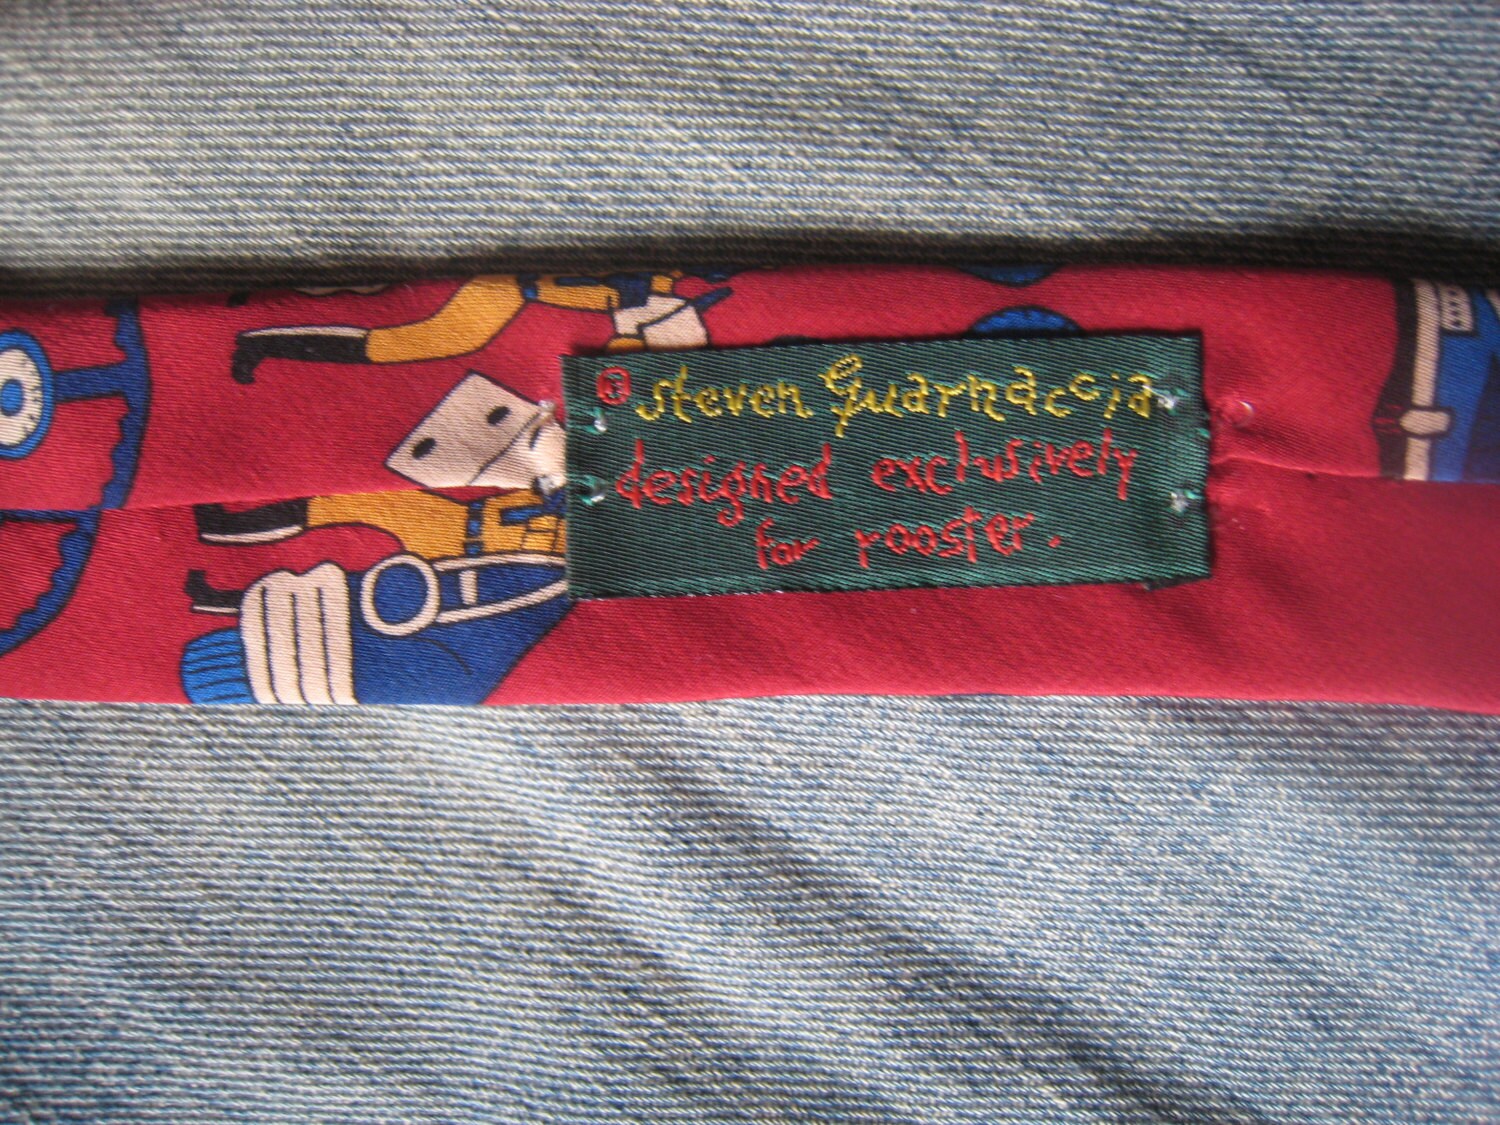 steven guarnaccia
designed exclusively
for rooster.